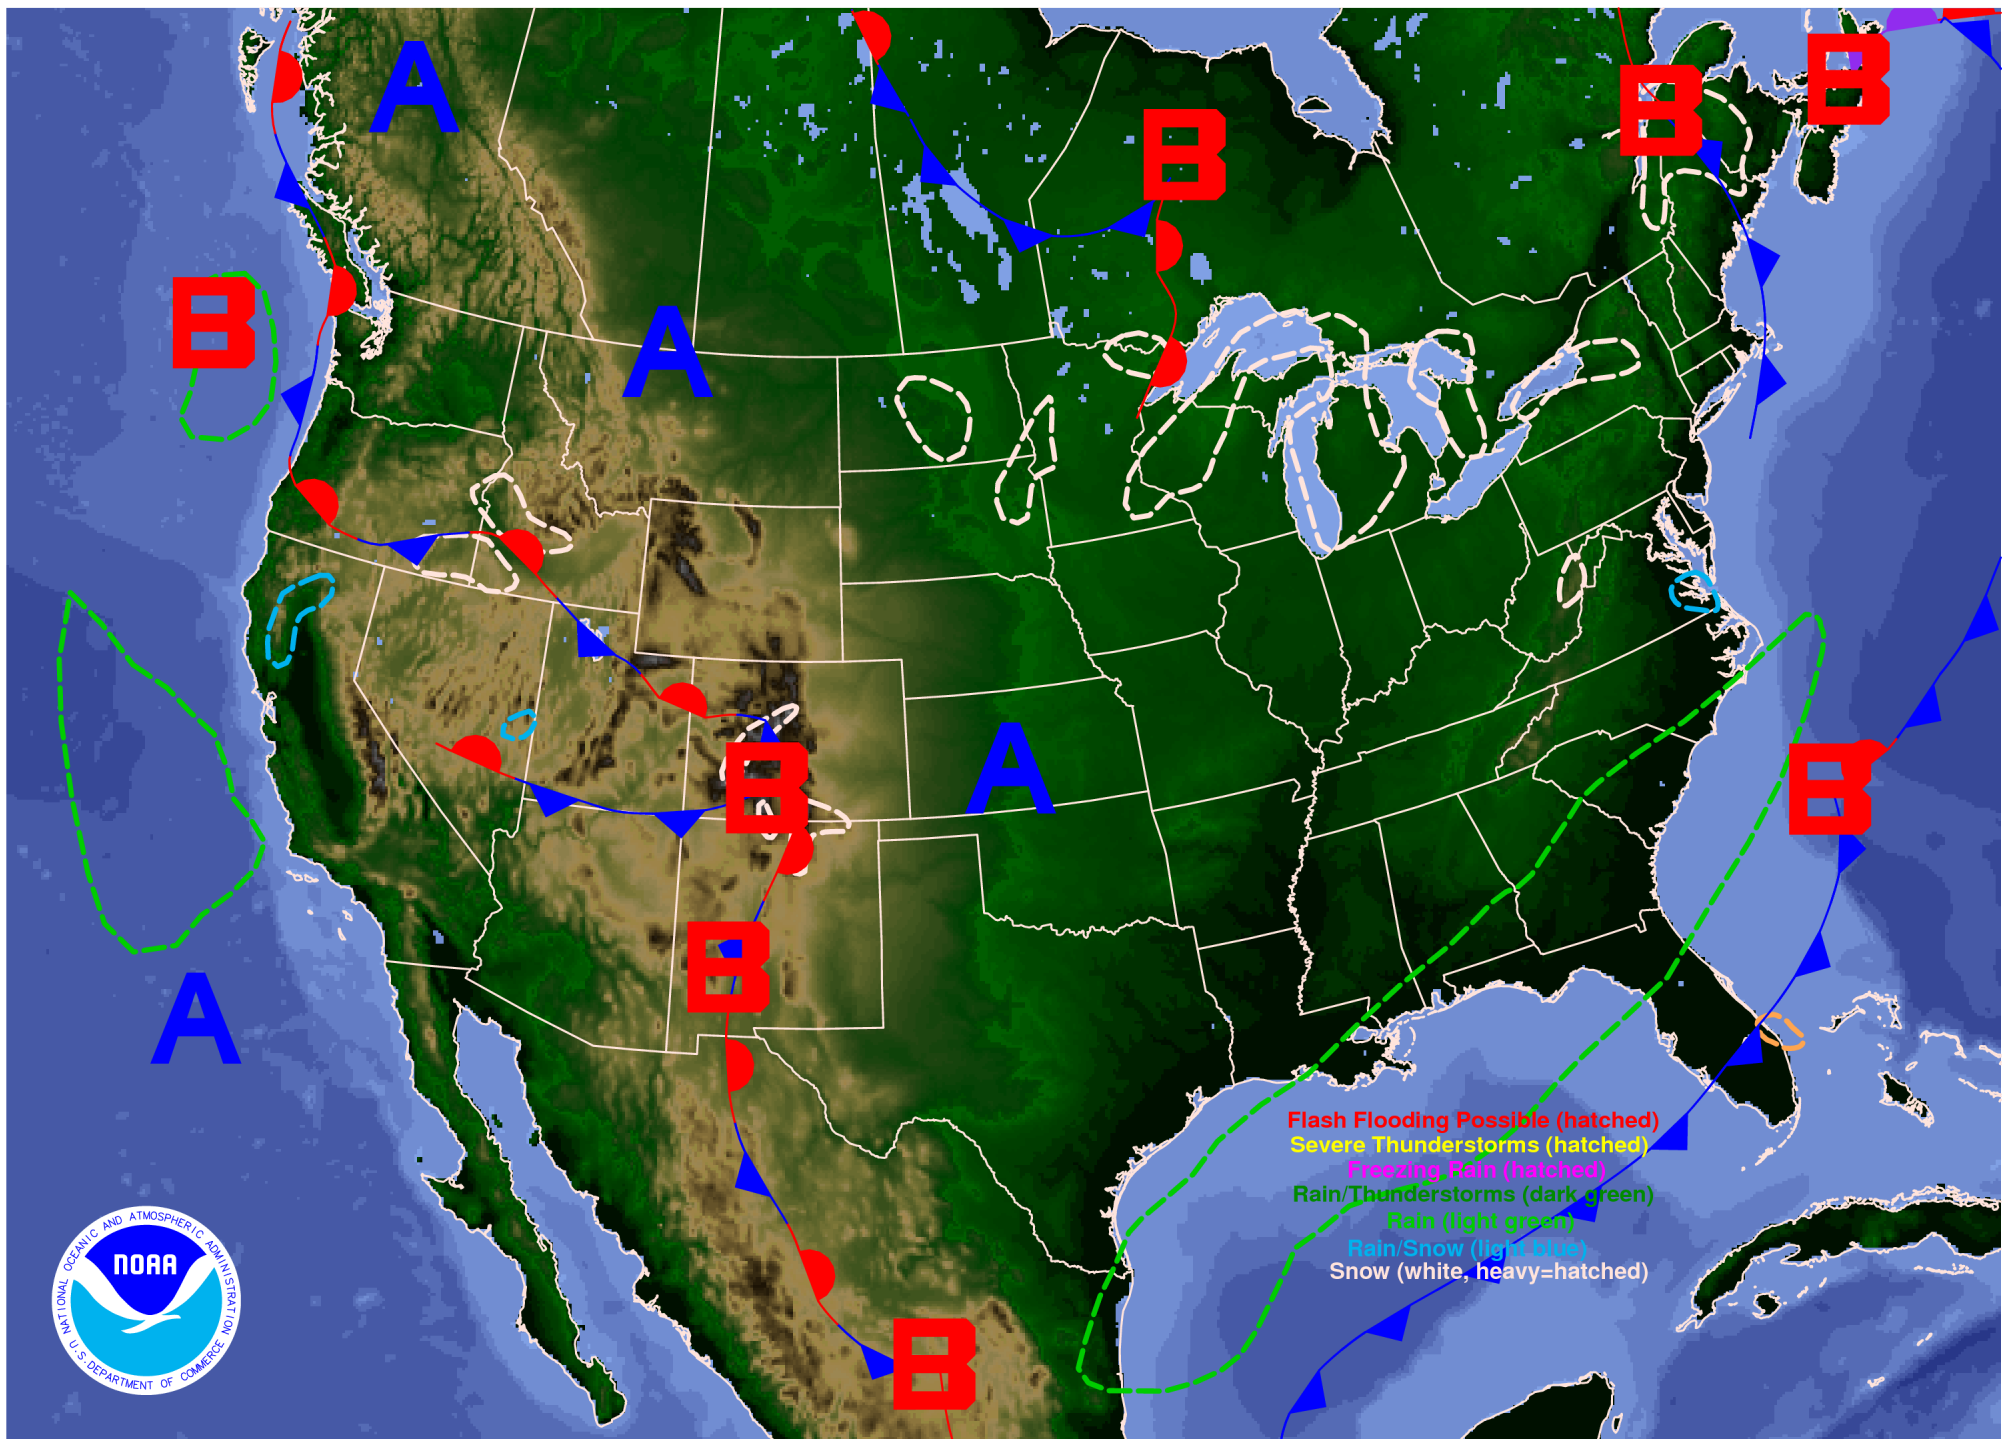 A
B
B
B
A
B
A
B
B
B
A
B
Flash Flooding Possible (hatched)
Severe Thunderstorms (hatched)
Freezing Rain (hatched)
Rain/Thunderstorms (dark green)
Rain (light green)
Rain/Snow (light blue)
Snow (white, heavy=hatched)
NATIONAL OCEANIC AND ATMOSPHERIC ADMINISTRATION
NOAA
U.S. DEPARTMENT OF COMMERCE